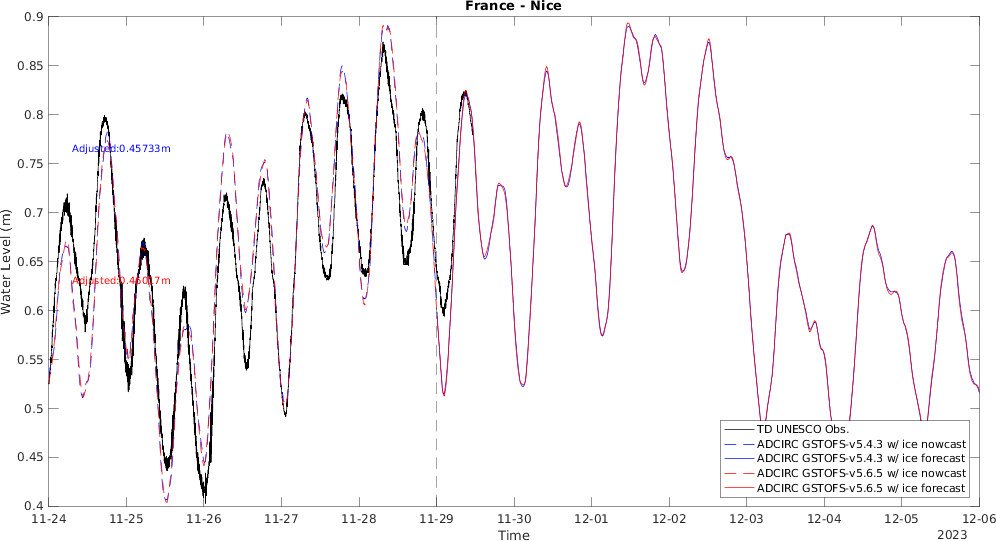 France - Nice
0.9
0.85
0.8
0.75
0.7
0.65
0.6
0.55
0.5
0.45
0.4
Water Level (m)
Adjusted:0.45733m
TD UNESCO Obs.
ADCIRC GSTOFS-v5.4.3 w/ ice nowcast
ADCIRC GSTOFS-v5.4.3 w/ ice forecast
ADCIRC GSTOFS-v5.6.5 w/ ice nowcast
ADCIRC GSTOFS-v5.6.5 w/ ice forecast
11-24 11-25 11-26 11-27 11-28 11-29 11-30 12-01 12-02 12-03 12-04 12-05 12-06
Time
2023